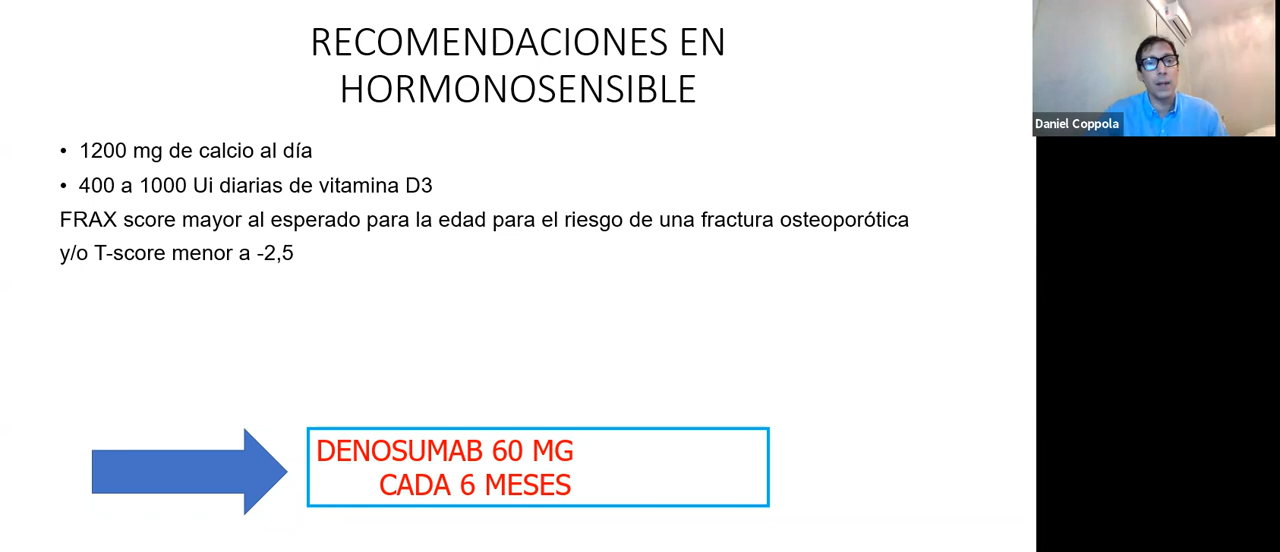 RECOMENDACIONES EN
HORMONOSENSIBLE
• 1200 mg de calcio al día
• 400 a 1000 Ui diarias de vitamina D3
FRAX score mayor al esperado para la edad para el riesgo de una fractura osteoporótica
y/o T-score menor a -2,5
DENOSUMAB 60 MG
CADA 6 MESES
Daniel Coppola